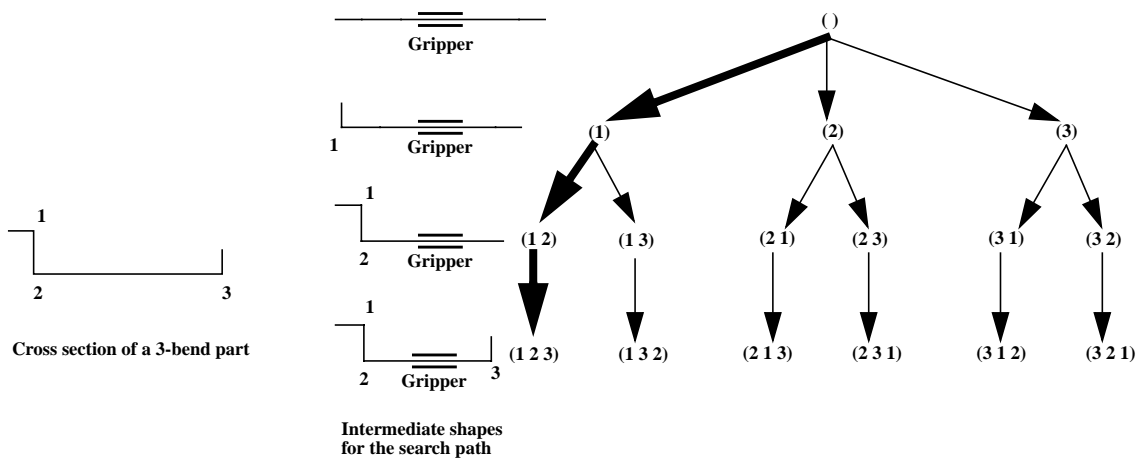 1
2
3
Cross section of a 3-bend part
Gripper
1
Gripper
1
2
Gripper
1
2
Gripper
3
Intermediate shapes
for the search path
( )
(1)
(2)
(3)
(1 2)
(1 3)
(2 1)
(2 3)
(3 1)
(3 2)
(1 2 3)
(1 3 2)
(2 1 3)
(2 3 1)
(3 1 2)
(3 2 1)